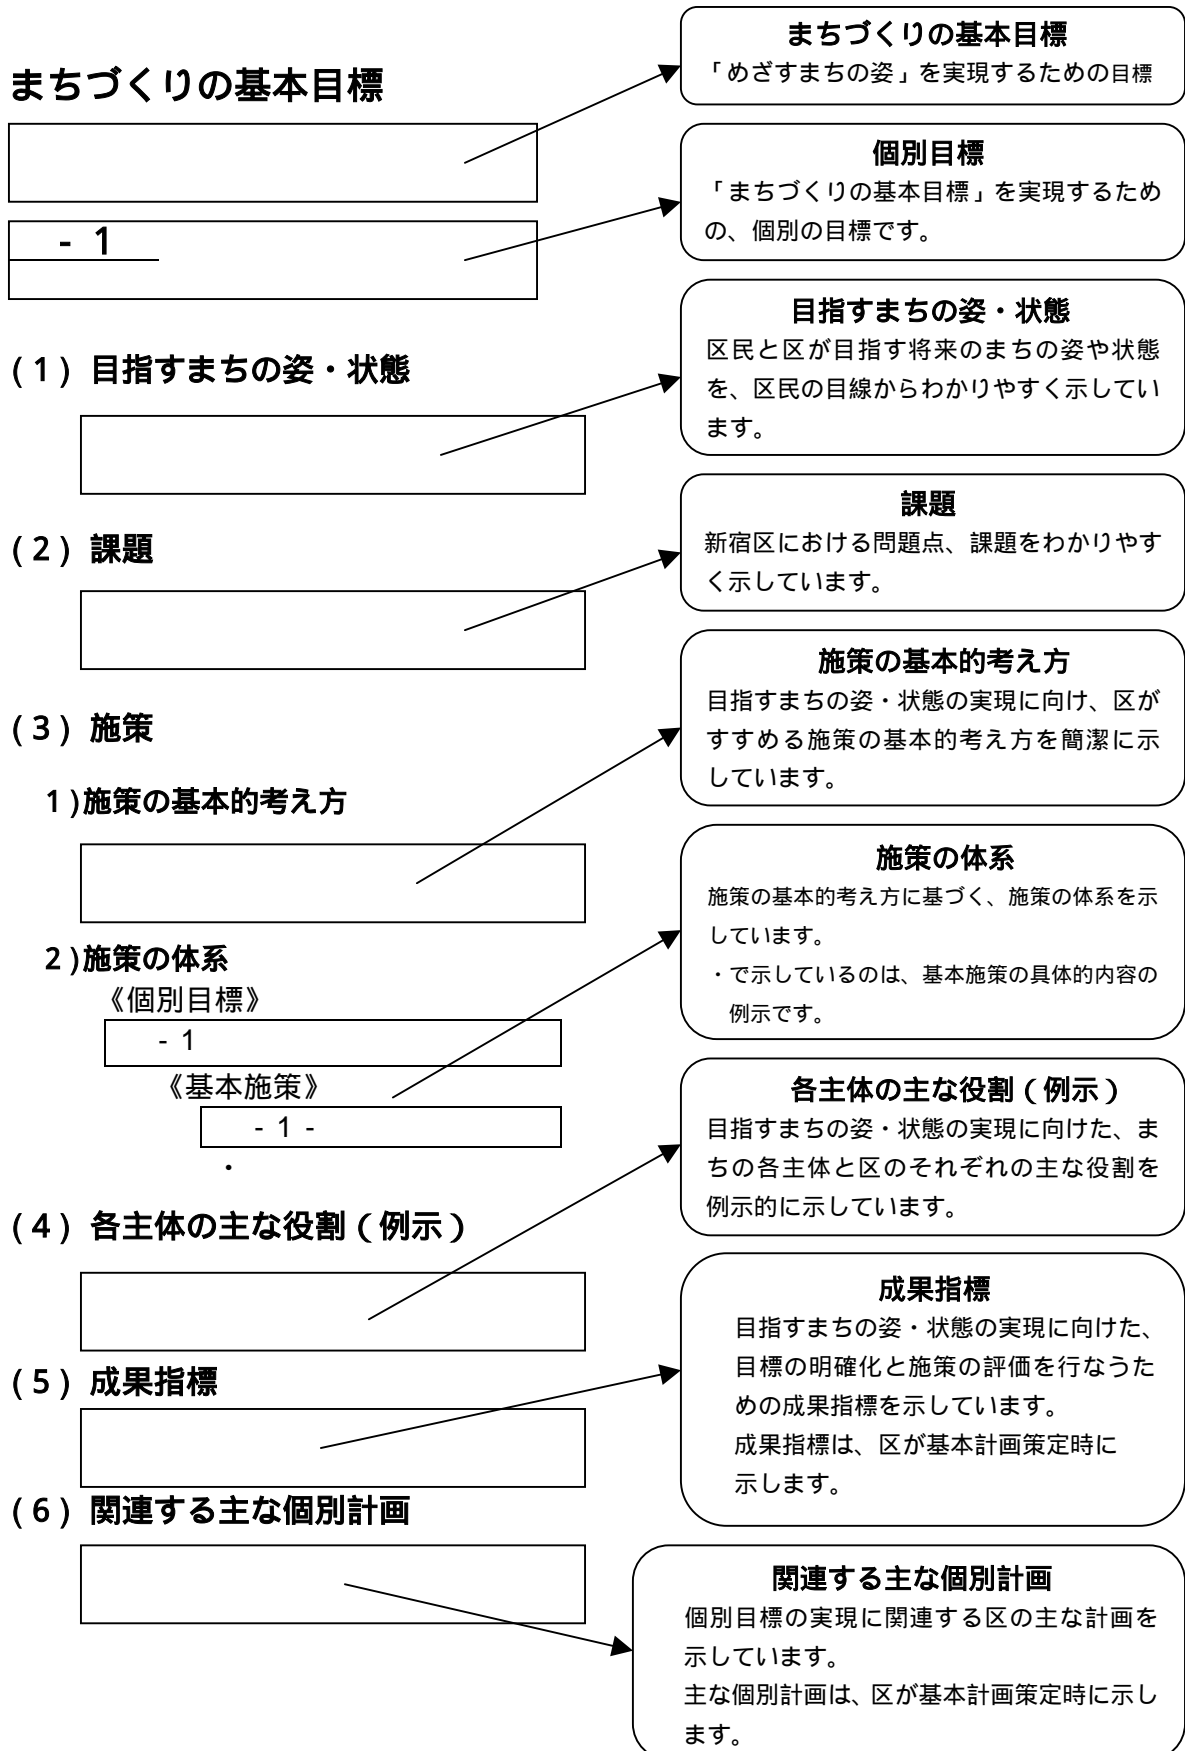 まちづくりの基本目標
- 1
(1) 目指すまちの姿・状態
(2) 課題
(3) 施策
1)施策の基本的考え方
2)施策の体系
《個別目標》
- 1
《基本施策》
- 1 -
・
(4) 各主体の主な役割(例示)
(5) 成果指標
(6) 関連する主な個別計画
まちづくりの基本目標
「めざすまちの姿」を実現するための目標
個別目標
「まちづくりの基本目標」を実現するため
の、個別の目標です。
目指すまちの姿・状態
区民と区が目指す将来のまちの姿や状態
を、区民の目線からわかりやすく示してい
ます。
課題
新宿区における問題点、課題をわかりやす
く示しています。
施策の基本的考え方
目指すまちの姿・状態の実現に向け、区が
すすめる施策の基本的考え方を簡潔に示
しています。
施策の体系
施策の基本的考え方に基づく、施策の体系を示
しています。
・で示しているのは、基本施策の具体的内容の
例示です。
各主体の主な役割(例示)
目指すまちの姿・状態の実現に向けた、ま
ちの各主体と区のそれぞれの主な役割を
例示的に示しています。
成果指標
目指すまちの姿・状態の実現に向けた、
目標の明確化と施策の評価を行なうた
めの成果指標を示しています。
成果指標は、区が基本計画策定時に
示します。
関連する主な個別計画
個別目標の実現に関連する区の主な計画を
示しています。
主な個別計画は、区が基本計画策定時に示し
ます。